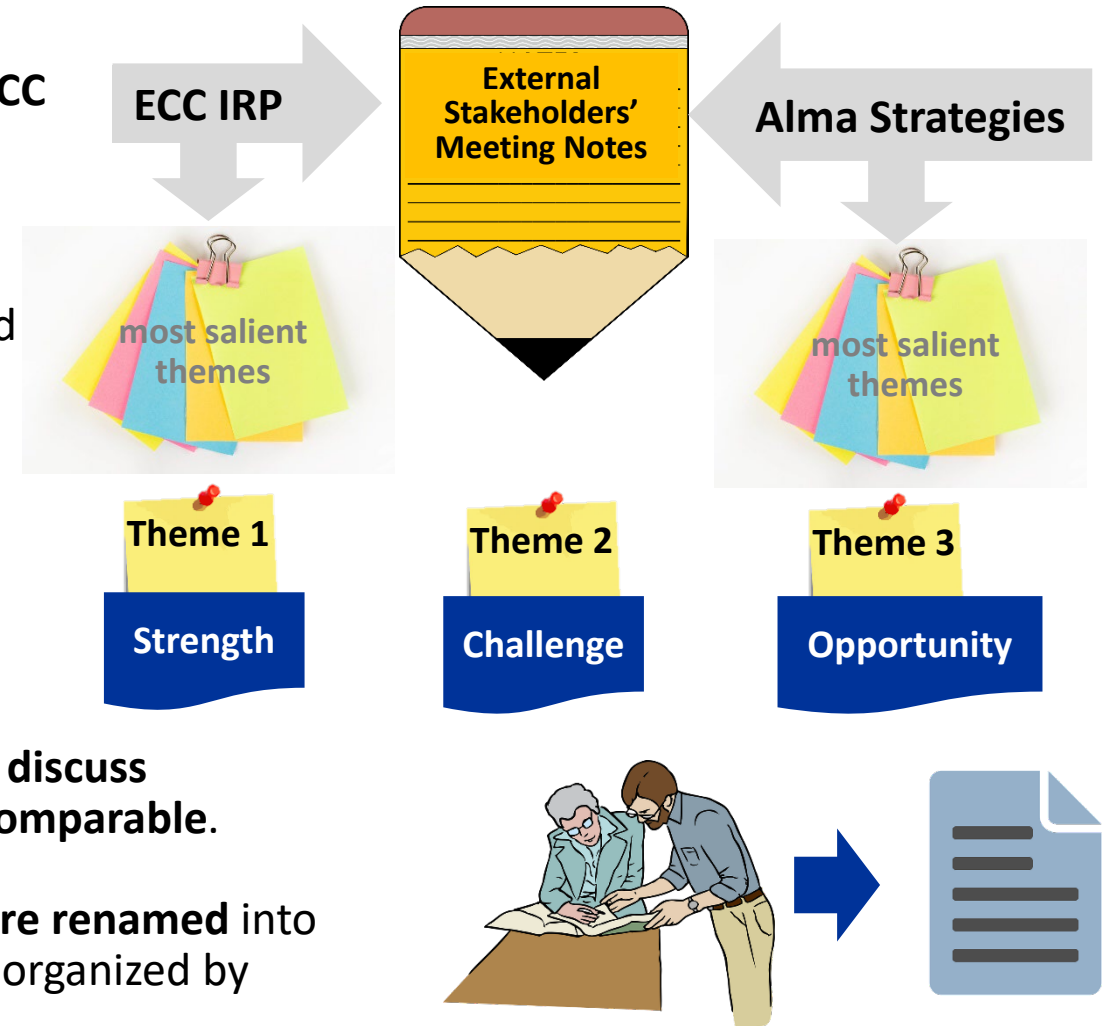 CC
ECC IRP
External
Stakeholders’
Meeting Notes
Alma Strategies
d
most salient
themes
most salient
themes
Theme 1
Theme 2
Theme 3
Strength
Challenge
Opportunity
discuss
omparable.
re renamed into
organized by